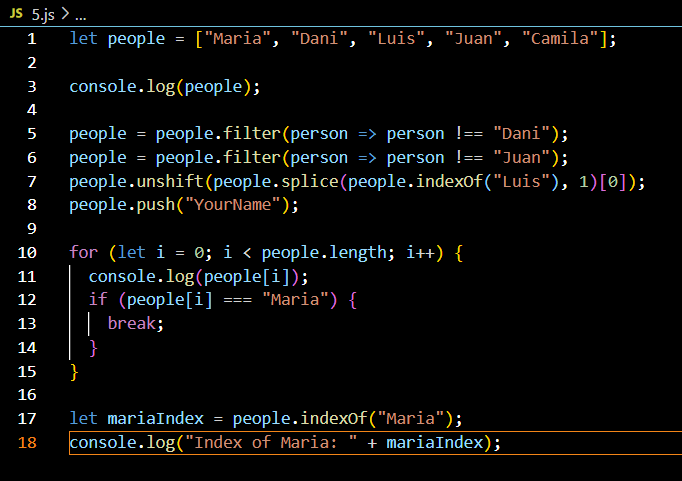 JS 5.js > ...
1 let people = ["Maria", "Dani", "Luis", "Juan", "Camila"];
2
3 console.log(people);
4
5 people = people.filter(person => person !== "Dani");
6 people = people.filter(person => person !== "Juan");
7 people.unshift(people.splice(people.indexOf("Luis"), 1)[0]);
8 people.push("YourName");
9
10 for (let i = 0; i < people.length; i++) {
11   console.log(people[i]);
12   if (people[i] === "Maria") {
13     break;
14   }
15 }
16
17 let mariaIndex = people.indexOf("Maria");
18 console.log("Index of Maria: " + mariaIndex);